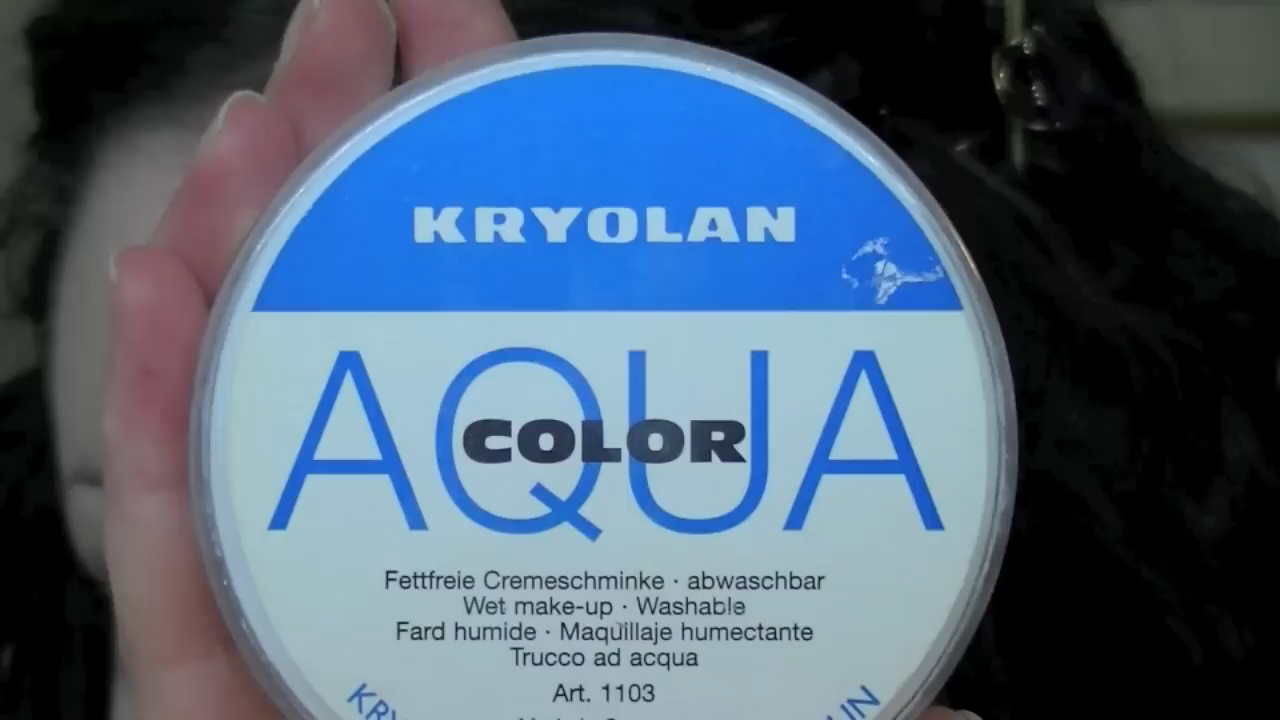 KRYOLAN
AQUA
COLOR
Fettfreie Cremeschminke · abwaschbar
Wet make-up · Washable
Fard humide · Maquillaje humectante
Trucco ad acqua
Art. 1103